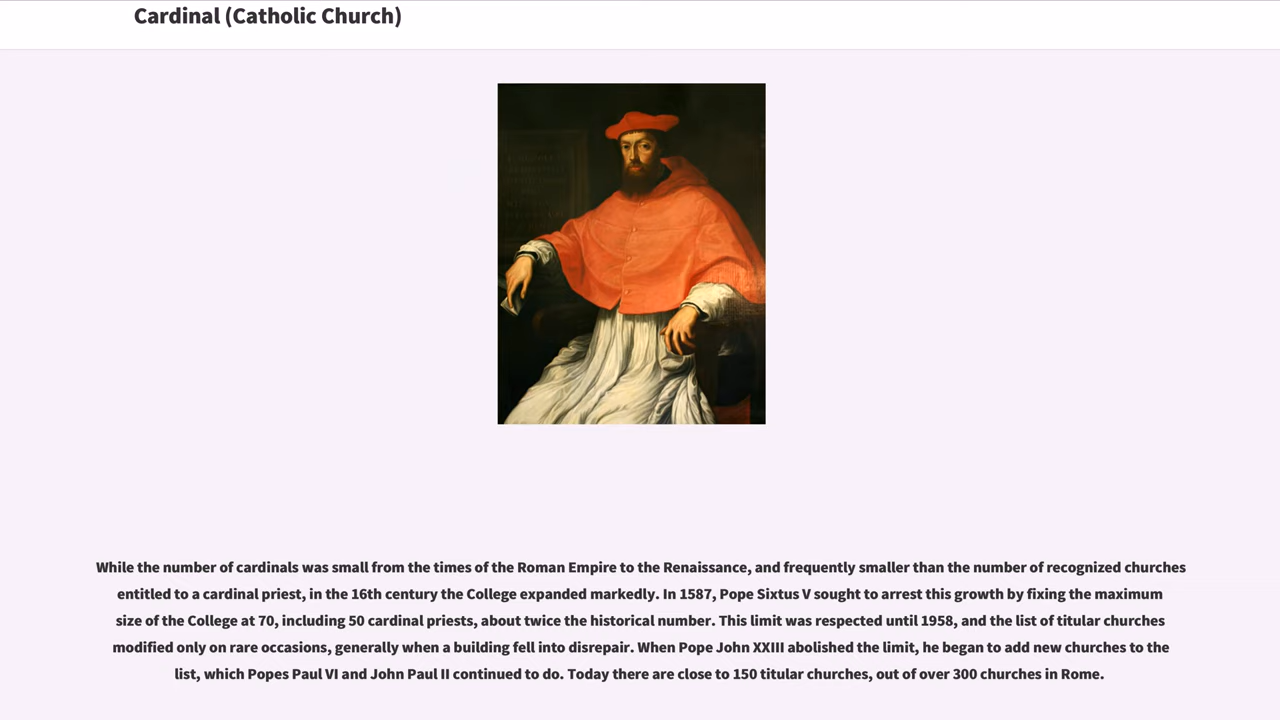 Cardinal (Catholic Church)
While the number of cardinals was small from the times of the Roman Empire to the Renaissance, and frequently smaller than the number of recognized churches
entitled to a cardinal priest, in the 16th century the College expanded markedly. In 1587, Pope Sixtus V sought to arrest this growth by fixing the maximum
size of the College at 70, including 50 cardinal priests, about twice the historical number. This limit was respected until 1958, and the list of titular churches
modified only on rare occasions, generally when a building fell into disrepair. When Pope John XXIII abolished the limit, he began to add new churches to the
list, which Popes Paul VI and John Paul II continued to do. Today there are close to 150 titular churches, out of over 300 churches in Rome.